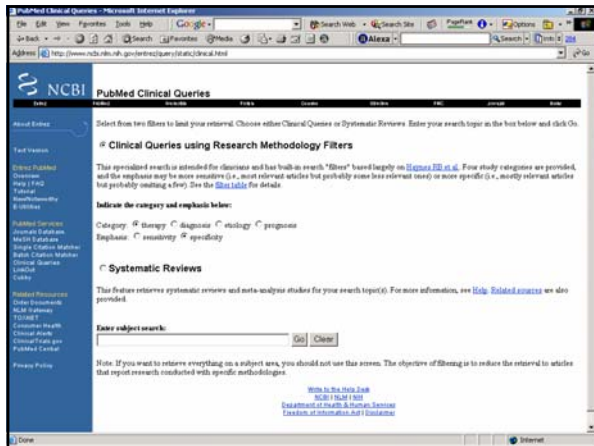 PubMed Clinical Queries - Microsoft Internet Explorer
File Edit View Favorites Tools Help
Google
Search Web
Search Site
PageRank
Options
Back
Search
Favorites
Media
Alexa
Search
Address http://www.ncbi.nlm.nih.gov/entrez/query/static/clinical.html
Go
NCBI
PubMed Clinical Queries
Entrez
PubMed
About Entrez
Text Version
Entrez PubMed
Overview
Help | FAQ
Tutorial
New/Noteworthy
E-Utilities
PubMed Services
Journals Database
MeSH Database
Single Citation Matcher
Batch Citation Matcher
Clinical Queries
LinkOut
Cubby
Related Resources
Order Documents
NLM Gateway
TOXNET
Consumer Health
Clinical Alerts
ClinicalTrials.gov
PubMed Central
Privacy Policy
Select from two filters to limit your retrieval. Choose either Clinical Queries or Systematic Reviews. Enter your search topic in the box below and click Go.
Clinical Queries using Research Methodology Filters
This specialized search is intended for clinicians and has built-in search "filters" based largely on Haynes RB et al. Four study categories are provided,
and the emphasis may be more sensitive (i.e., most relevant articles but probably some less relevant ones) or more specific (i.e., mostly relevant articles
but probably omitting a few). See the filter table for details.
Indicate the category and emphasis below:
Category: therapy diagnosis etiology prognosis
Emphasis: sensitivity specificity
Systematic Reviews
This feature retrieves systematic reviews and meta-analysis studies for your search topic(s). For more information, see Help. Related sources are also
provided.
Enter subject search:
Go Clear
Note: If you want to retrieve everything on a subject area, you should not use this screen. The objective of filtering is to reduce the retrieval to articles
that report research conducted with specific methodologies.
Write to the Help Desk
NCBI | NLM | NIH
Department of Health & Human Services
Freedom of Information Act | Disclaimer
Done
Internet